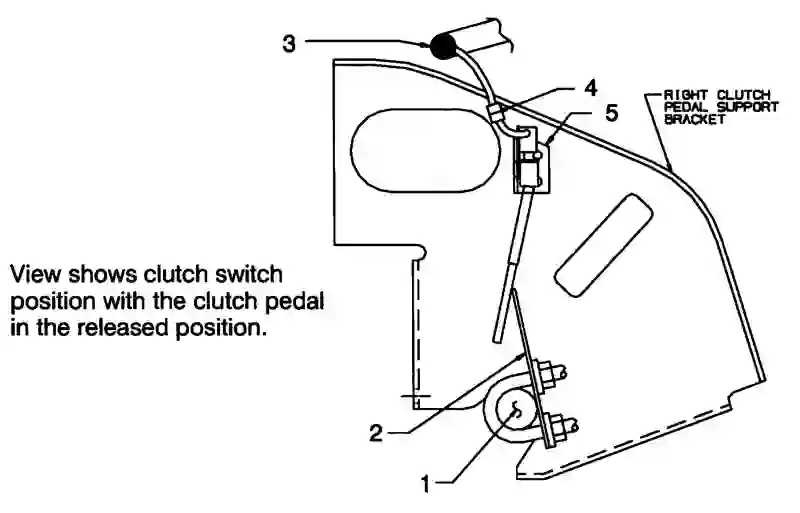 3
4
5
RIGHT CLUTCH
PEDAL SUPPORT
BRACKET
View shows clutch switch
position with the clutch pedal
in the released position.
2
1